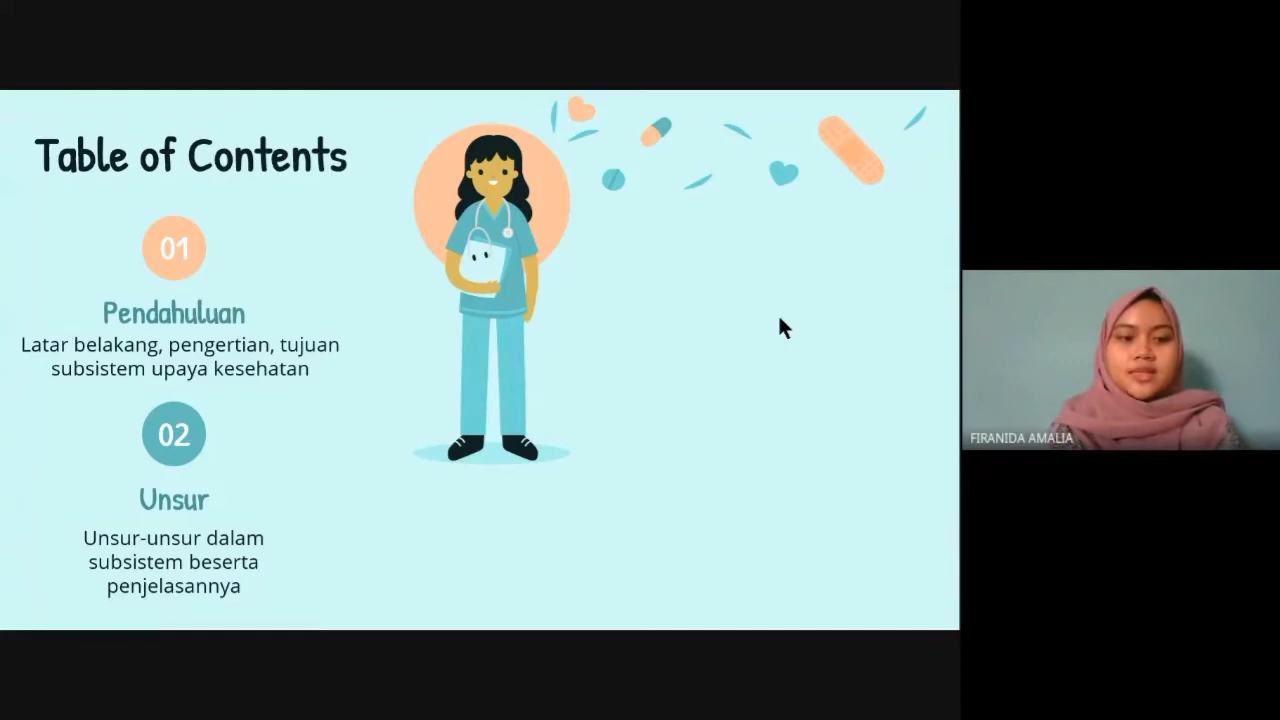 Table of Contents
01
Pendahuluan
Latar belakang, pengertian, tujuan
subsistem upaya kesehatan
02
Unsur
Unsur-unsur dalam
subsistem beserta
penjelasannya
FIRANIDA AMALIA